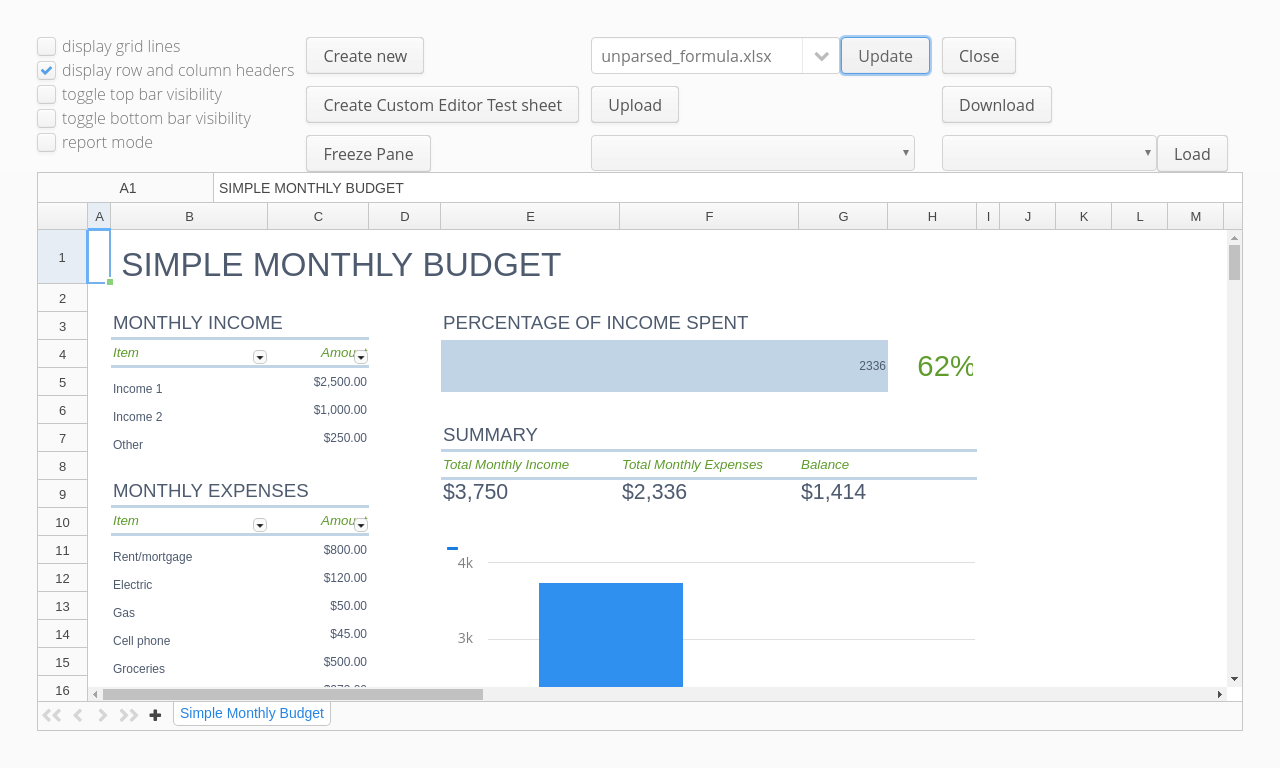 display grid lines
display row and column headers
toggle top bar visibility
toggle bottom bar visibility
report mode
Create new
unparsed_formula.xlsx
Update
Close
Create Custom Editor Test sheet
Upload
Download
Freeze Pane
Load
A1
SIMPLE MONTHLY BUDGET
A B C D E F G H I J K L M
1 SIMPLE MONTHLY BUDGET
2
3 MONTHLY INCOME PERCENTAGE OF INCOME SPENT
4 Item Amount 2336 62%
5 Income 1 $2,500.00
6 Income 2 $1,000.00
7 Other $250.00 SUMMARY
8 Total Monthly Income Total Monthly Expenses Balance
9 MONTHLY EXPENSES $3,750 $2,336 $1,414
10 Item Amount
11 Rent/mortgage $800.00 4k
12 Electric $120.00
13 Gas $50.00
14 Cell phone $45.00 3k
15 Groceries $500.00
16
Simple Monthly Budget